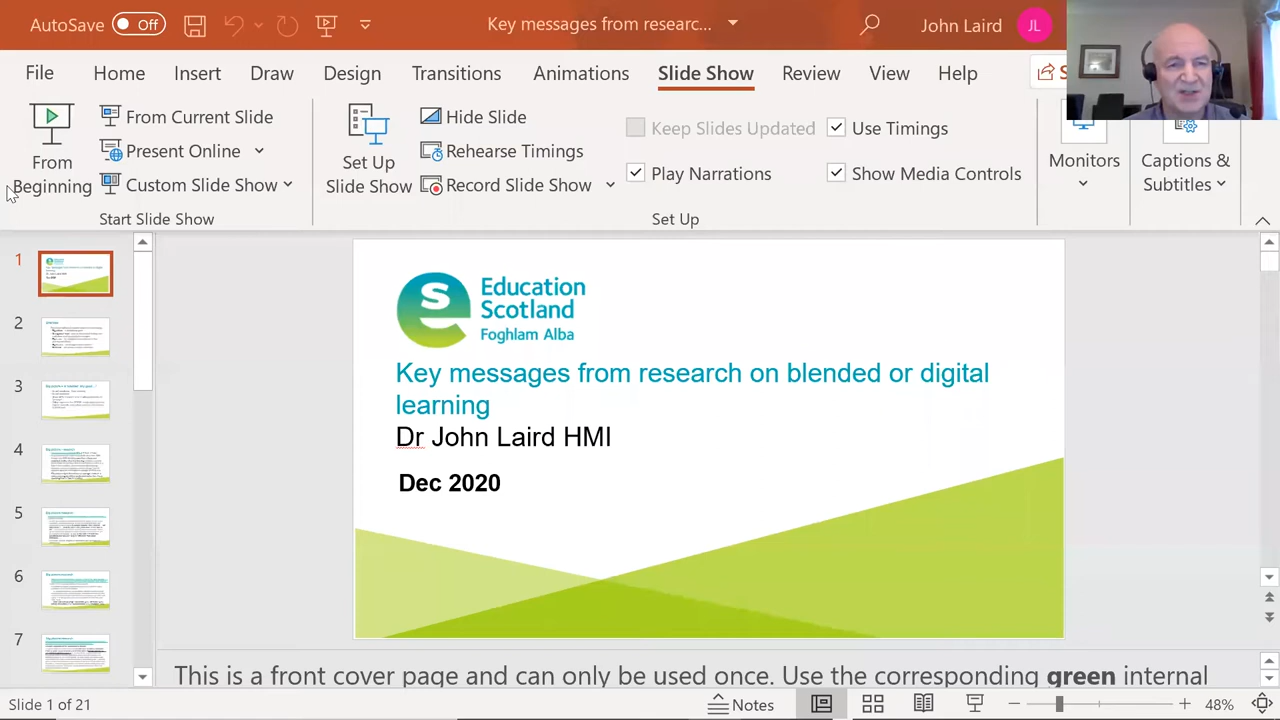 AutoSave Off
Key messages from researc...
John Laird JL
File Home Insert Draw Design Transitions Animations Slide Show Review View Help S
From Beginning
From Current Slide
Present Online
Custom Slide Show
Start Slide Show
Set Up Slide Show
Hide Slide
Rehearse Timings
Record Slide Show
Keep Slides Updated
Play Narrations
Use Timings
Show Media Controls
Set Up
Monitors
Captions &
Subtitles
1
2
3
4
5
6
7
Education
Scotland
Foghlam Alba
Key messages from research on blended or digital
learning
Dr John Laird HMI
Dec 2020
This is a front cover page and can only be used once. Use the corresponding green internal
Slide 1 of 21
Notes
48%